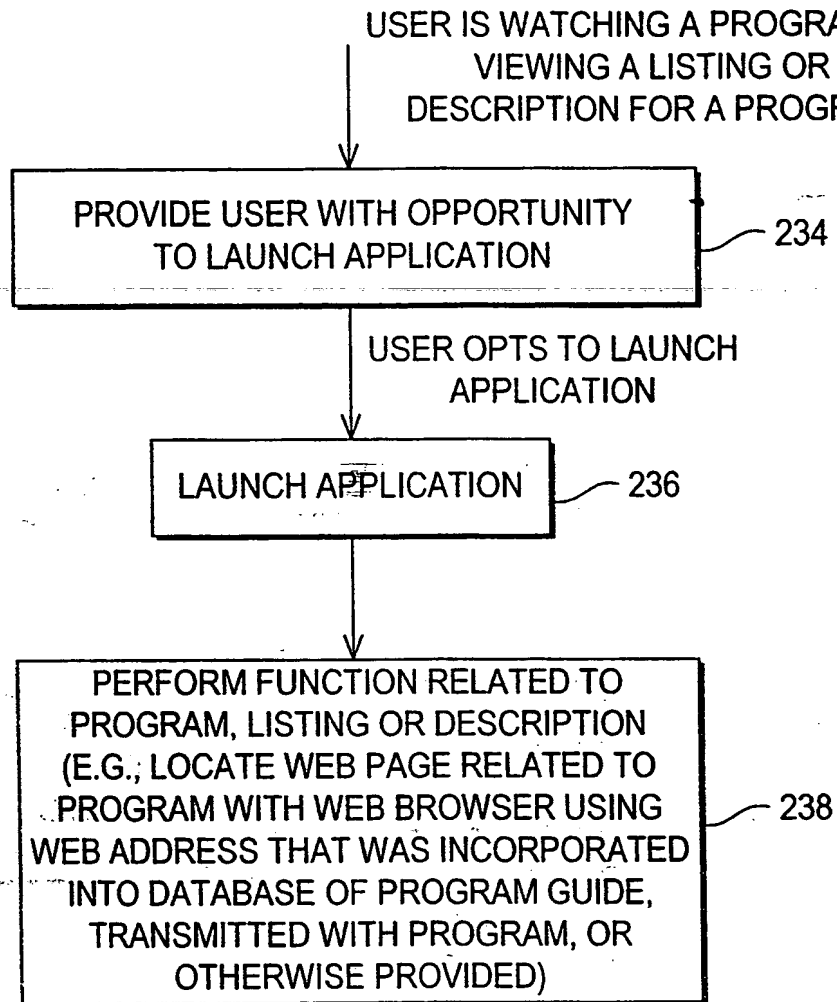 USER IS WATCHING A
VIEWING A LISTING OR
DESCRIPTION FOR A
PROVIDE USER WITH OPPORTUNITY
TO LAUNCH APPLICATION
234
USER OPTS TO LAUNCH
APPLICATION
LAUNCH APPLICATION
236
PERFORM FUNCTION RELATED TO
PROGRAM, LISTING OR DESCRIPTION
(E.G., LOCATE WEB PAGE RELATED TO
PROGRAM WITH WEB BROWSER USING
WEB ADDRESS THAT WAS INCORPORATED
INTO DATABASE OF PROGRAM GUIDE,
TRANSMITTED WITH PROGRAM, OR
OTHERWISE PROVIDED)
238